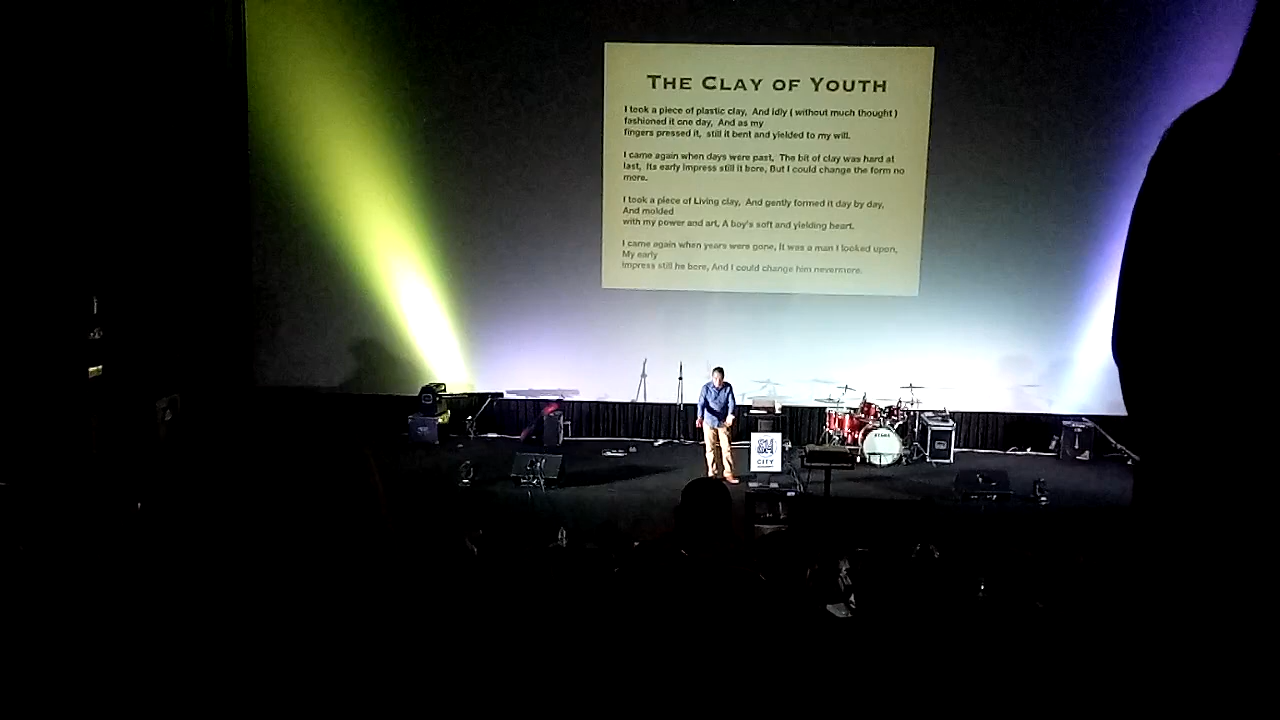 THE CLAY OF YOUTH
I took a piece of plastic clay, And idly ( without much thought )
fashioned it one day, And as my
fingers pressed it, still it bent and yielded to my will.
I came again when days were past, The bit of clay was hard at
last, Its early impress still it bore, But I could change the form no
more.
I took a piece of Living clay, And gently formed it day by day,
And molded
with my power and art, A boy's soft and yielding heart.
I came again when years were gone, It was a man I looked upon,
My early
impress still he bore, And I could change him nevermore.
SM
CITY